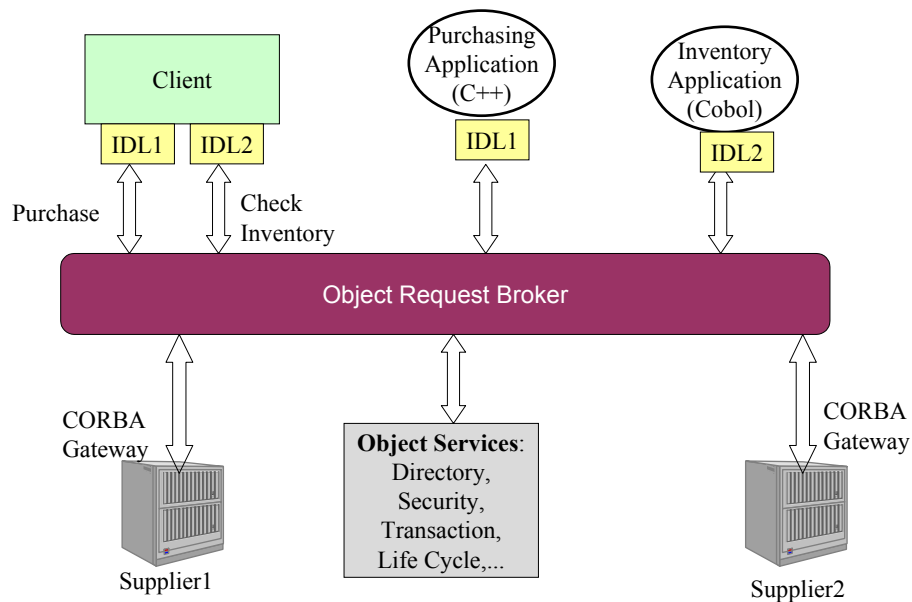 Client
IDL1
IDL2
Purchasing
Application
(C++)
IDL1
Inventory
Application
(Cobol)
IDL2
Purchase
Check
Inventory
Object Request Broker
CORBA
Gateway
Supplier1
Object Services:
Directory,
Security,
Transaction,
Life Cycle,...
CORBA
Gateway
Supplier2